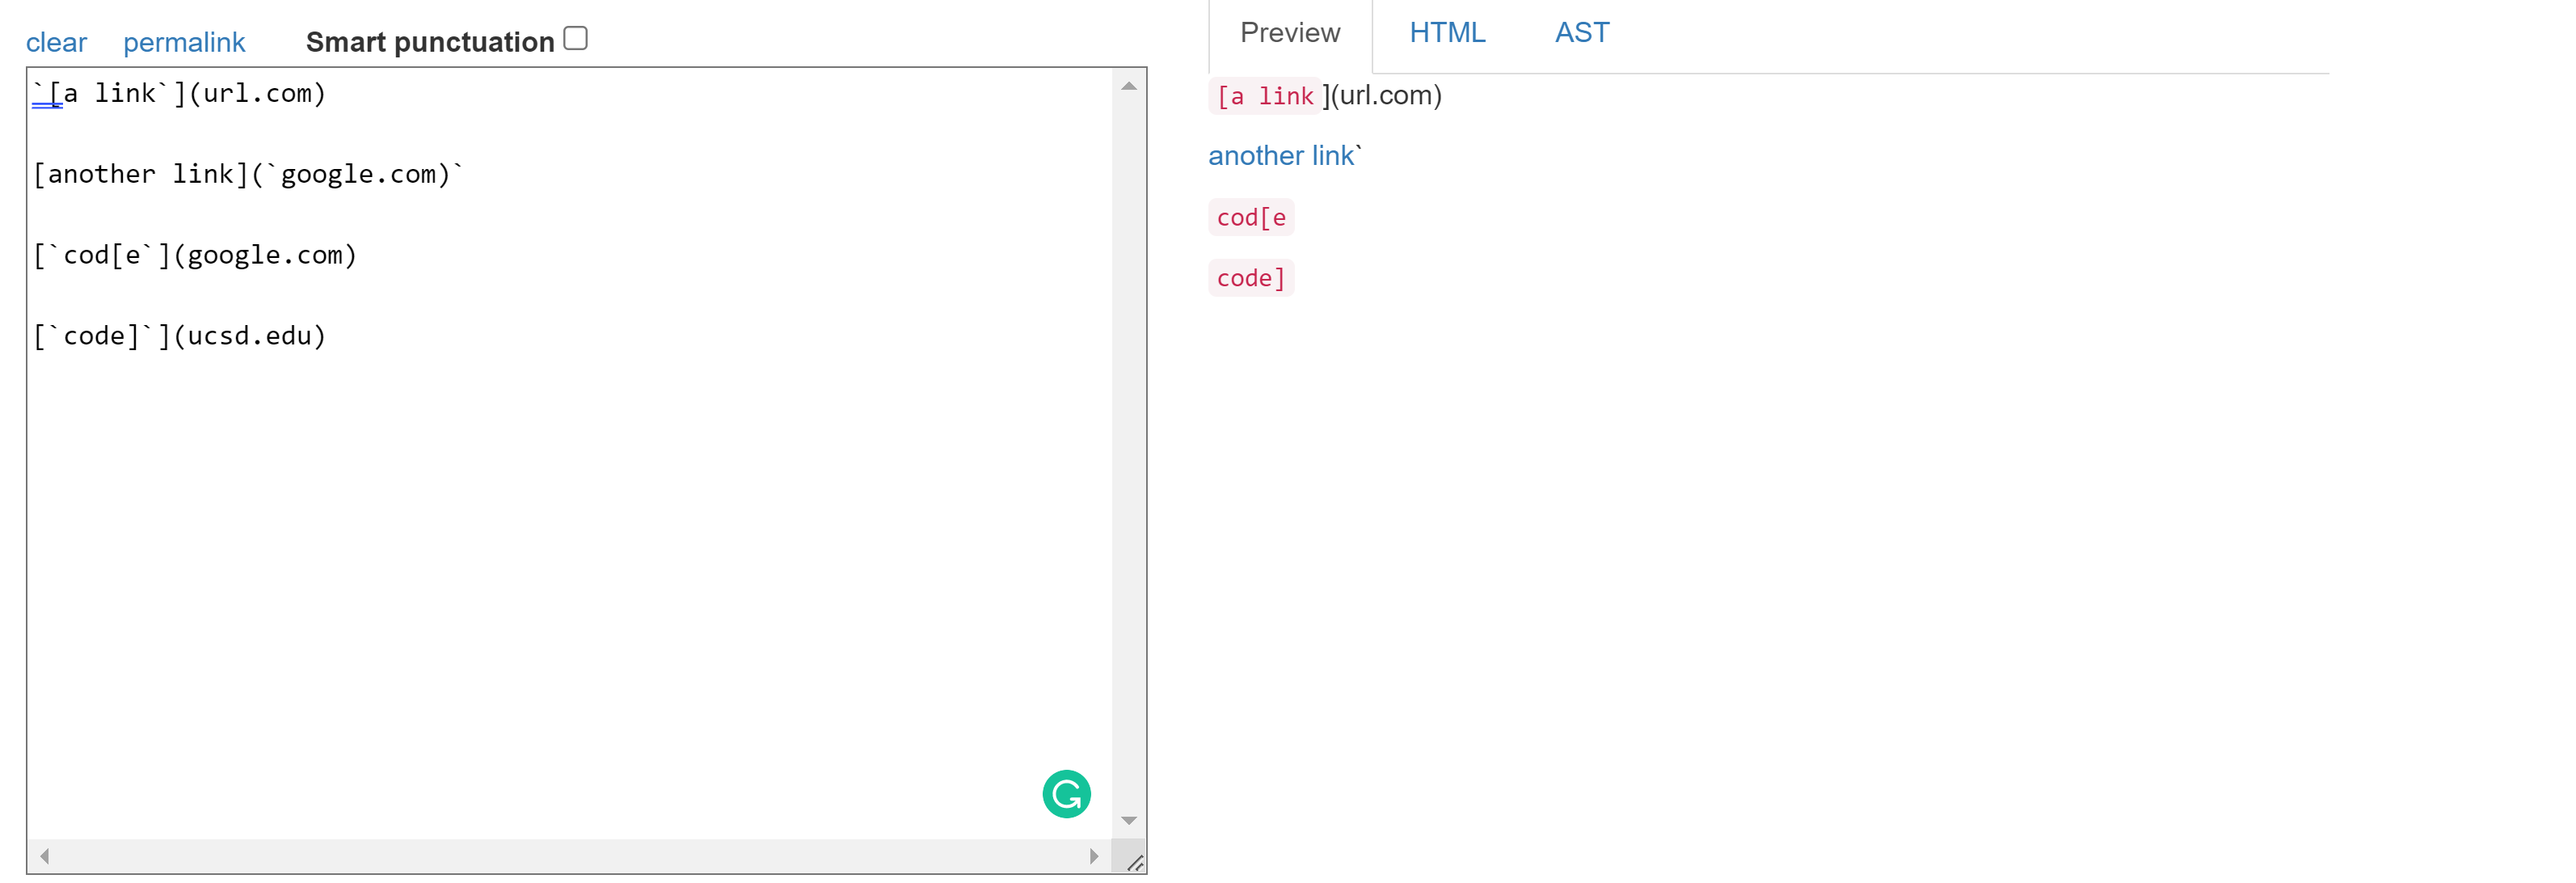 clear permalink Smart punctuation
`[a link`](url.com)
[another link](`google.com)`
[`cod[e`](google.com)
[`code]`](ucsd.edu)
Preview HTML AST
[a link](url.com)
another link`
cod[e
code]